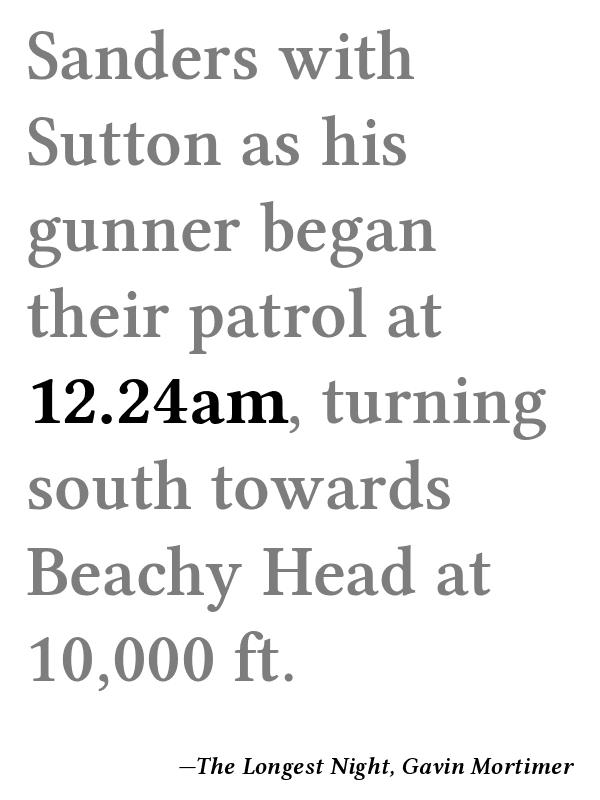 Sanders with
Sutton as his
gunner began
their patrol at
12.24am, turning
south towards
Beachy Head at
10,000 ft.
—The Longest Night, Gavin Mortimer